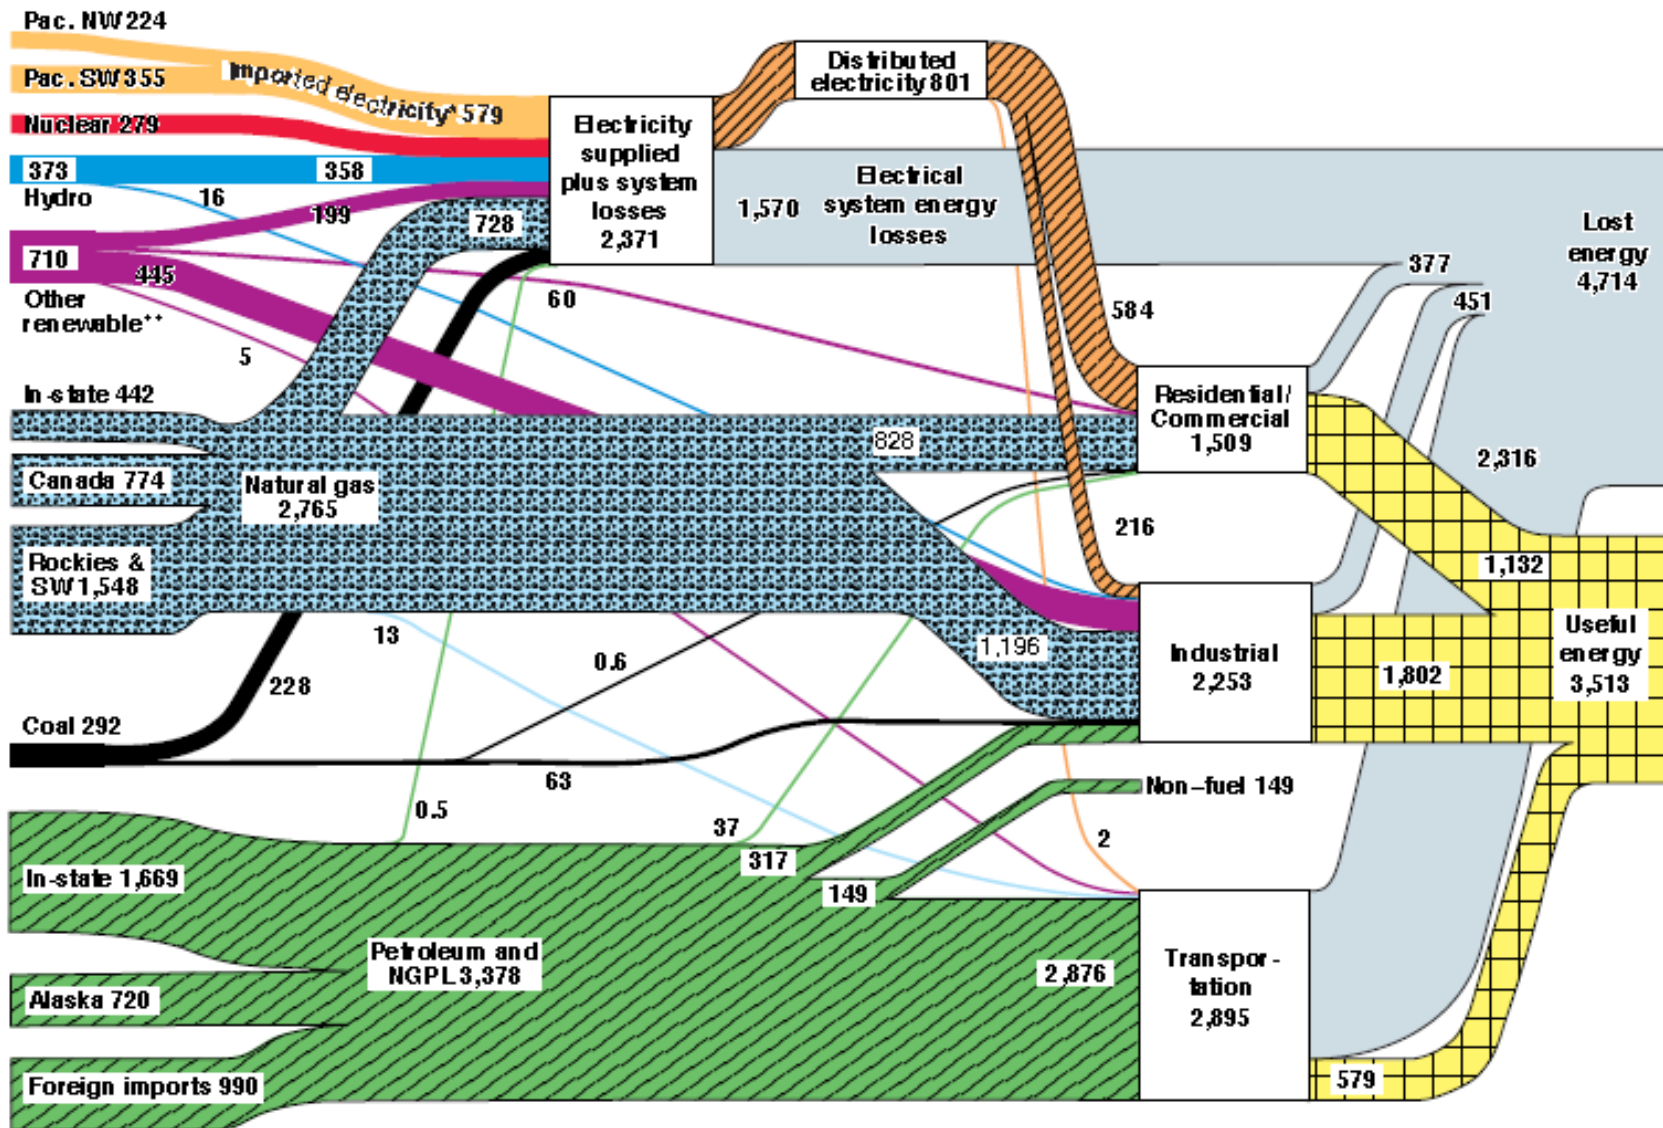 Pac. NW 224
Pac. SW 355
Imported electricity* 579
Nuclear 279
373
358
Hydro
16
199
710
445
Other
renewable**
5
60
In-state 442
Canada 774
Rockies &
SW 1,548
Natural gas
2,765
728
Coal 292
228
13
0.6
63
0.5
37
In-state 1,669
Alaska 720
Foreign imports 990
Petroleum and
NGPL 3,378
317
149
2,876
Electricity
supplied
plus system
losses
2,371
Distributed
electricity 801
1,570
Electrical
system energy
losses
584
828
216
1,196
2
Residential/
Commercial
1,509
Industrial
2,253
Non–fuel 149
Transpor-
tation
2,895
377
451
2,316
Lost
energy
4,714
1,132
1,802
579
Useful
energy
3,513